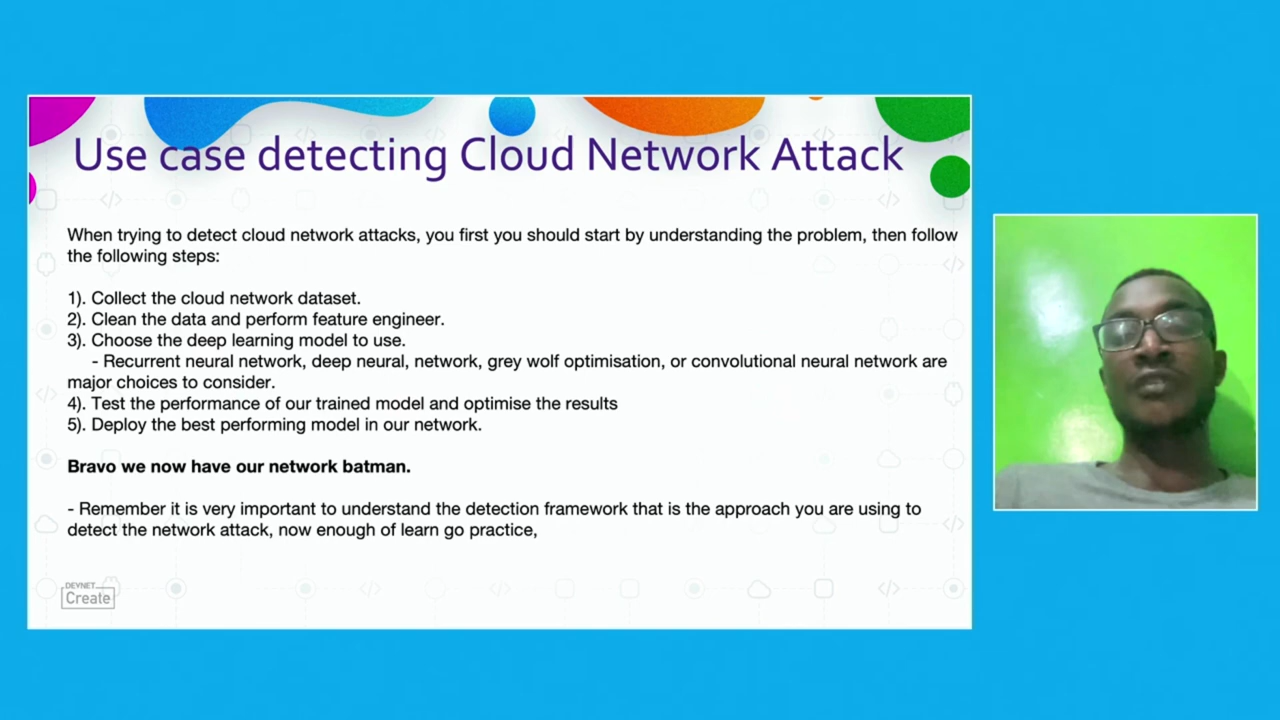 Use case detecting Cloud Network Attack
When trying to detect cloud network attacks, you first you should start by understanding the problem, then follow
the following steps:
1). Collect the cloud network dataset.
2). Clean the data and perform feature engineer.
3). Choose the deep learning model to use.
- Recurrent neural network, deep neural, network, grey wolf optimisation, or convolutional neural network are
major choices to consider.
4). Test the performance of our trained model and optimise the results
5). Deploy the best performing model in our network.
Bravo we now have our network batman.
- Remember it is very important to understand the detection framework that is the approach you are using to
detect the network attack, now enough of learn go practice,
DEVNET
Create